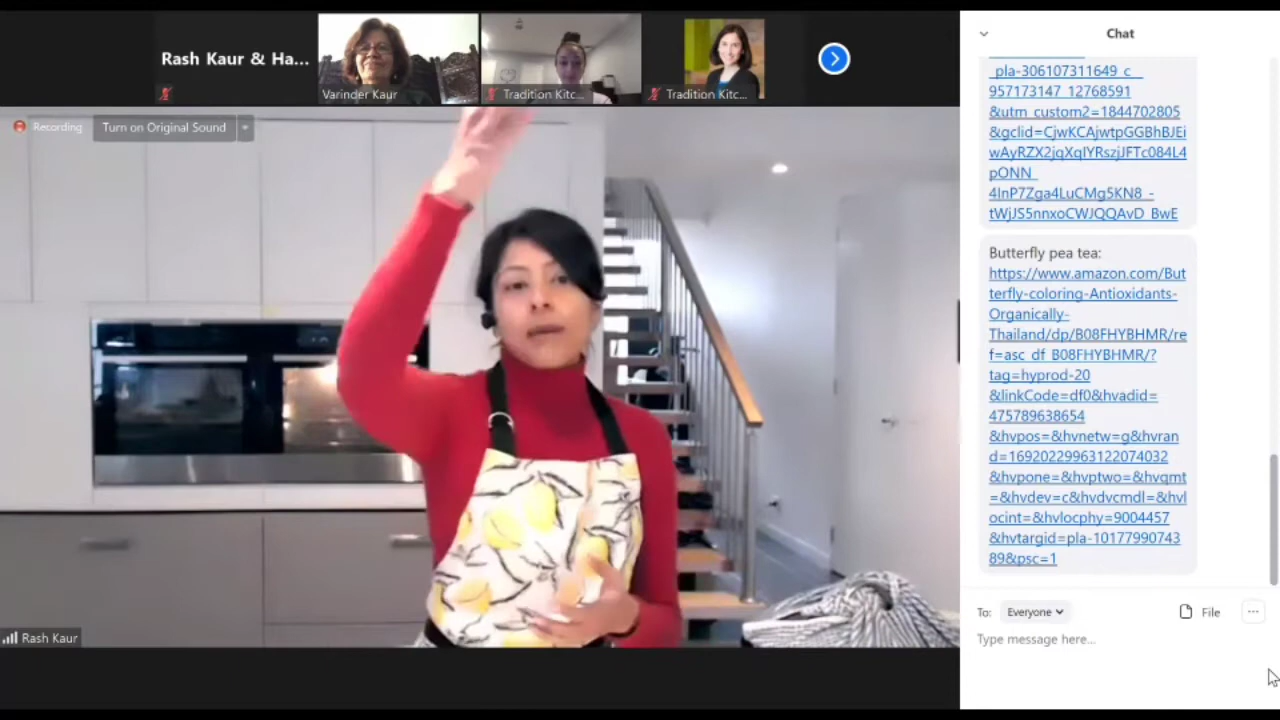 Rash Kaur & Ha...
Varinder Kaur
Tradition Kitc...
Tradition Kitc...
Recording
Turn on Original Sound
Rash Kaur
Chat
_pla-306107311649_c_
957173147_12768591
&utm_custom2=1844702805
&gclid=CjwKCAjwtpGGBhBJEi
wAyRZX2jqXqIYRszjJFTc084L4
pONN_
4InP7Zga4LuCMg5KN8_-
tWjJS5nnxoCWJQQAvD_BwE
Butterfly pea tea:
https://www.amazon.com/But
terfly-coloring-Antioxidants-
Organically-
Thailand/dp/B08FHYBHMR/re
f=asc_df_B08FHYBHMR/?
tag=hyprod-20
&linkCode=df0&hvadid=
475789638654
&hvpos=&hvnetw=g&hvran
d=16920229963122074032
&hvpone=&hvptwo=&hvqmt
=&hvdev=c&hvdvcmdl=&hvl
ocint=&hvlocphy=9004457
&hvtargid=pla-10177990743
89&psc=1
To:
Everyone
File
Type message here...